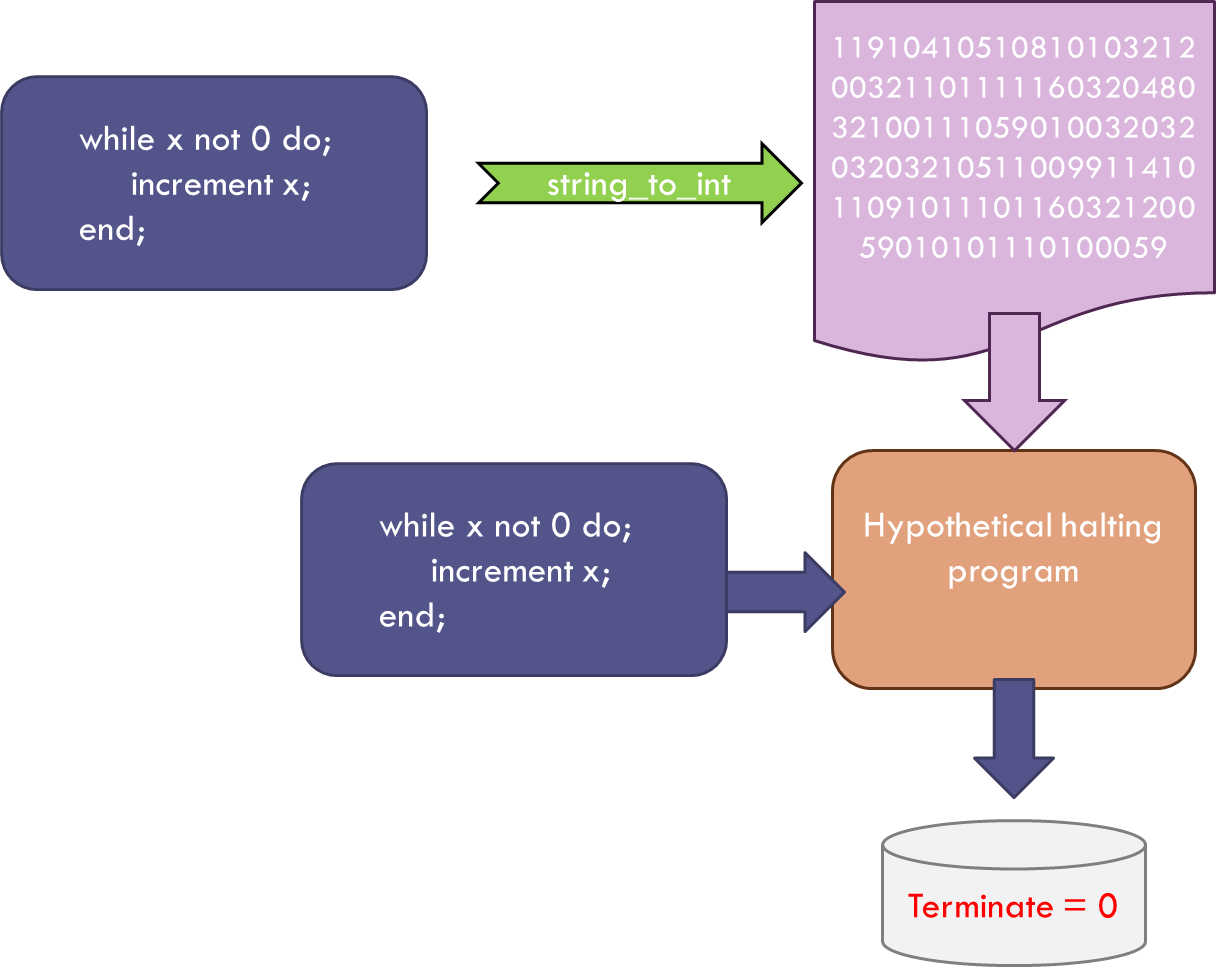 while x not 0 do;
increment x;
end;
string_to_int
11910410510810103212
00321101111160320480
32100111059010032032
03203210511009911410
11091011101160321200
59010101110100059
while x not 0 do;
increment x;
end;
Hypothetical halting
program
Terminate = 0